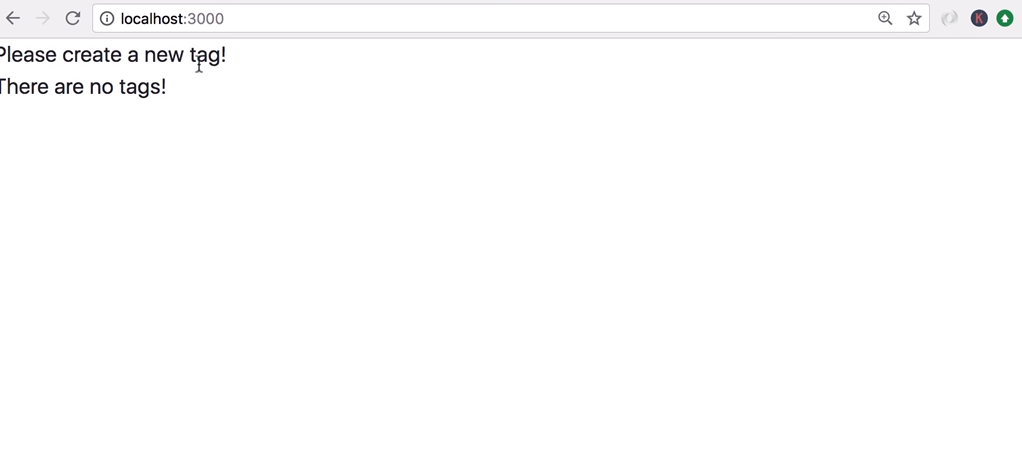 localhost:3000
K
Please create a new tag!
There are no tags!